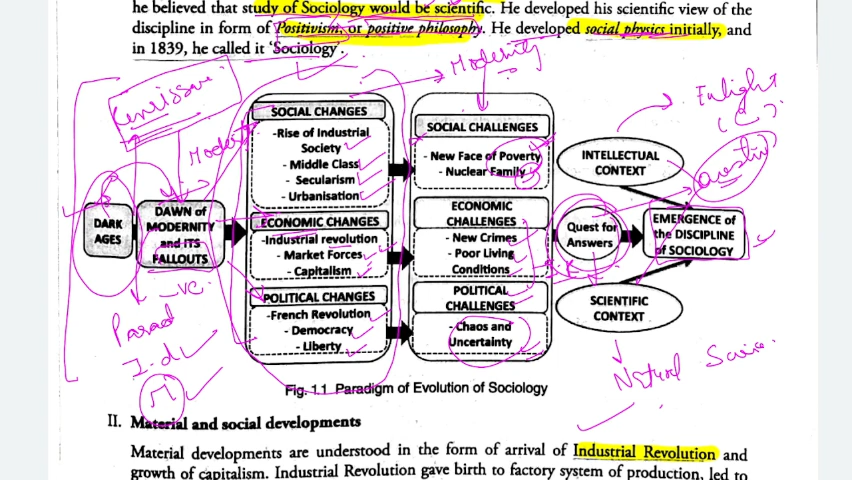 he believed that study of Sociology would be scientific. He developed his scientific view of the
discipline in form of Positivism, or positive philosophy. He developed social physics initially, and
in 1839, he called it 'Sociology'.
Modernity
Enlight
Modernity
SOCIAL CHANGES
-Rise of Industrial
Society
- Middle Class
- Secularism
- Urbanisation
SOCIAL CHALLENGES
- New Face of Poverty
- Nuclear Family
INTELLECTUAL
CONTEXT
DARK
AGES
DAWN of
MODERNITY
and ITS
FALLOUTS
ECONOMIC CHANGES
-Industrial revolution
- Market Forces
- Capitalism
ECONOMIC
CHALLENGES
- New Crimes
- Poor Living
Conditions
Quest for
Answers
EMERGENCE of
the DISCIPLINE
of SOCIOLOGY
POLITICAL CHANGES
-French Revolution
- Democracy
- Liberty
POLITICAL
CHALLENGES
- Chaos and
Uncertainty
SCIENTIFIC
CONTEXT
-ve
Natural
Fig. 1.1 Paradigm of Evolution of Sociology
II. Material and social developments
Material developments are understood in the form of arrival of Industrial Revolution and
growth of capitalism. Industrial Revolution gave birth to factory system of production, led to